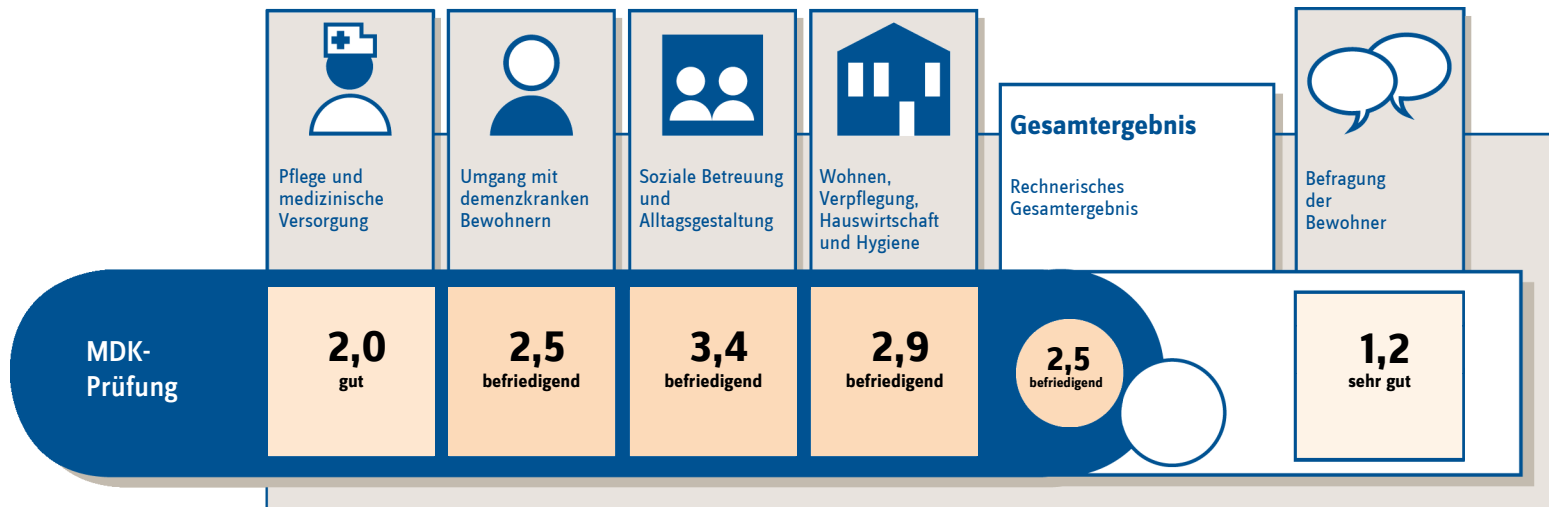 Pflege und
medizinische
Versorgung
Umgang mit
demenzkranken
Bewohnern
Soziale Betreuung
und
Alltagsgestaltung
Wohnen,
Verpflegung,
Hauswirtschaft
und Hygiene
Gesamtergebnis
Rechnerisches
Gesamtergebnis
Befragung
der
Bewohner
MDK-
Prüfung
2,0
gut
2,5
befriedigend
3,4
befriedigend
2,9
befriedigend
2,5
befriedigend
1,2
sehr gut